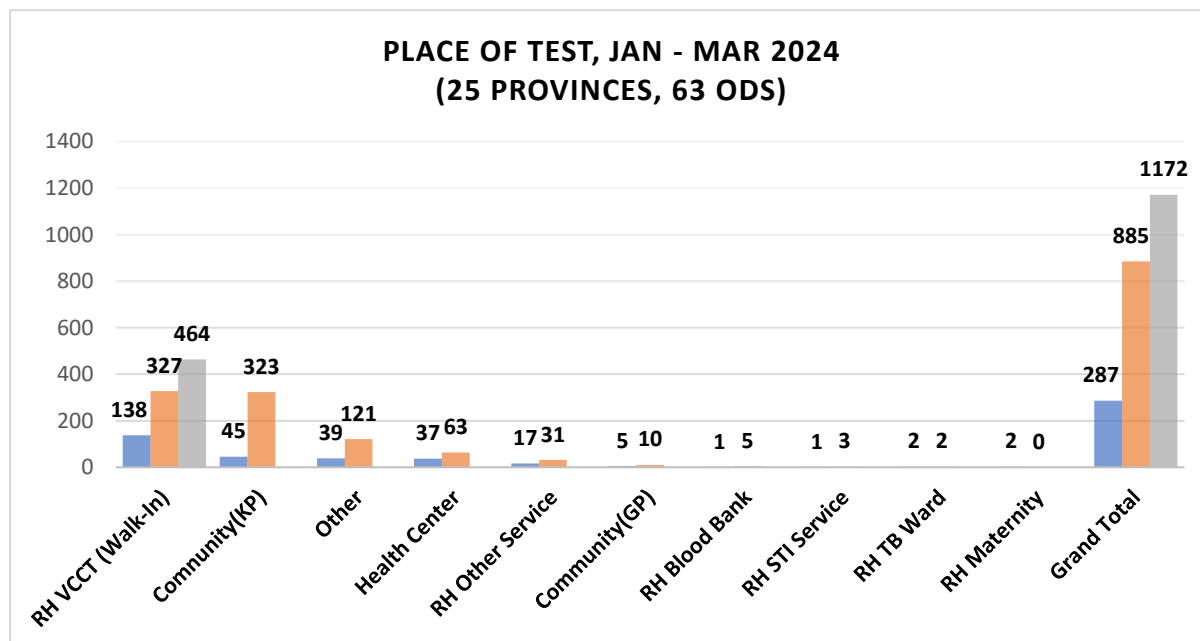 PLACE OF TEST, JAN - MAR 2024
(25 PROVINCES, 63 ODS)
1400
1200
1000
800
600
400
200
0
138
327
464
45
323
39
121
37
63
17
31
5
10
1
5
1
3
2
2
2
0
287
885
1172
RH VCCT (Walk-In)
Community(KP)
Other
Health Center
RH Other Service
Community(GP)
RH Blood Bank
RH STI Service
RH TB Ward
RH Maternity
Grand Total